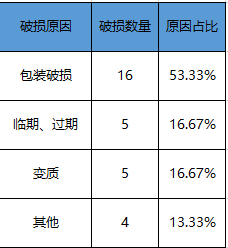 破损原因 破损数量 原因占比
包装破损 16 53.33%
临期、过期 5 16.67%
变质 5 16.67%
其他 4 13.33%